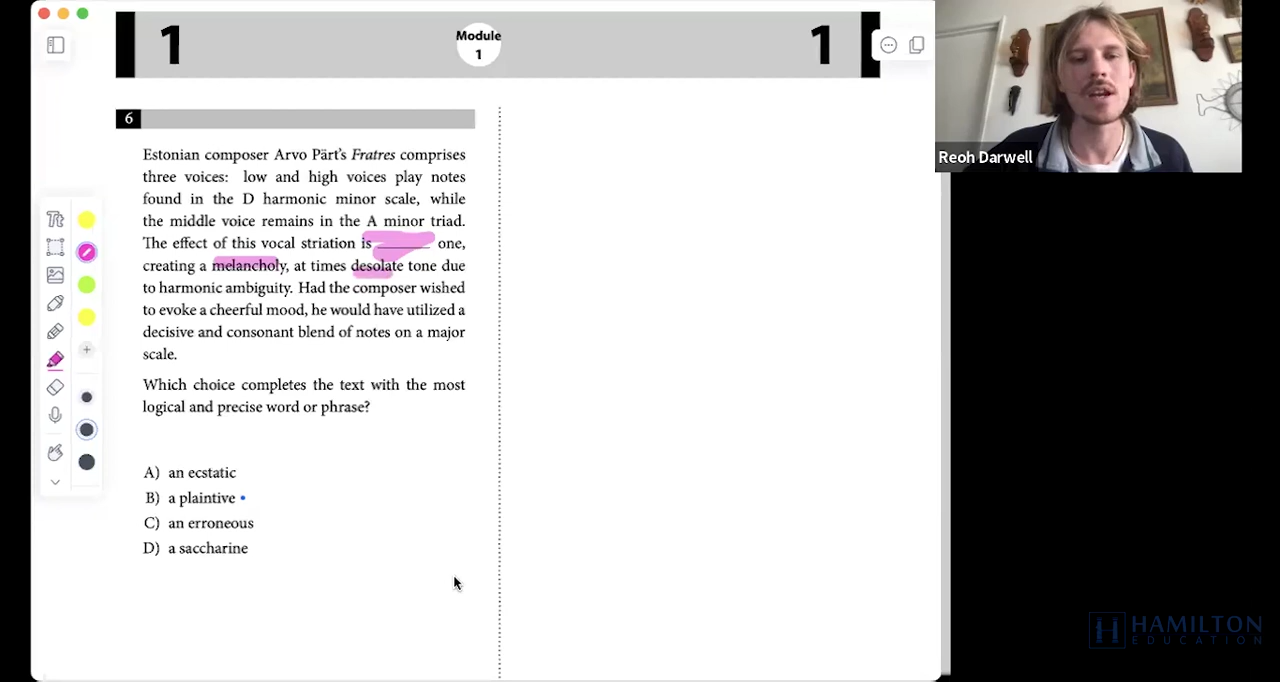 1
Module
1
1
6
Estonian composer Arvo Pärt's Fratres comprises
three voices: low and high voices play notes
found in the D harmonic minor scale, while
the middle voice remains in the A minor triad.
The effect of this vocal striation is ________ one,
creating a melancholy, at times desolate tone due
to harmonic ambiguity. Had the composer wished
to evoke a cheerful mood, he would have utilized a
decisive and consonant blend of notes on a major
scale.
Which choice completes the text with the most
logical and precise word or phrase?
A) an ecstatic
B) a plaintive
C) an erroneous
D) a saccharine
Tt
Reoh Darwell
HAMILTON
EDUCATION